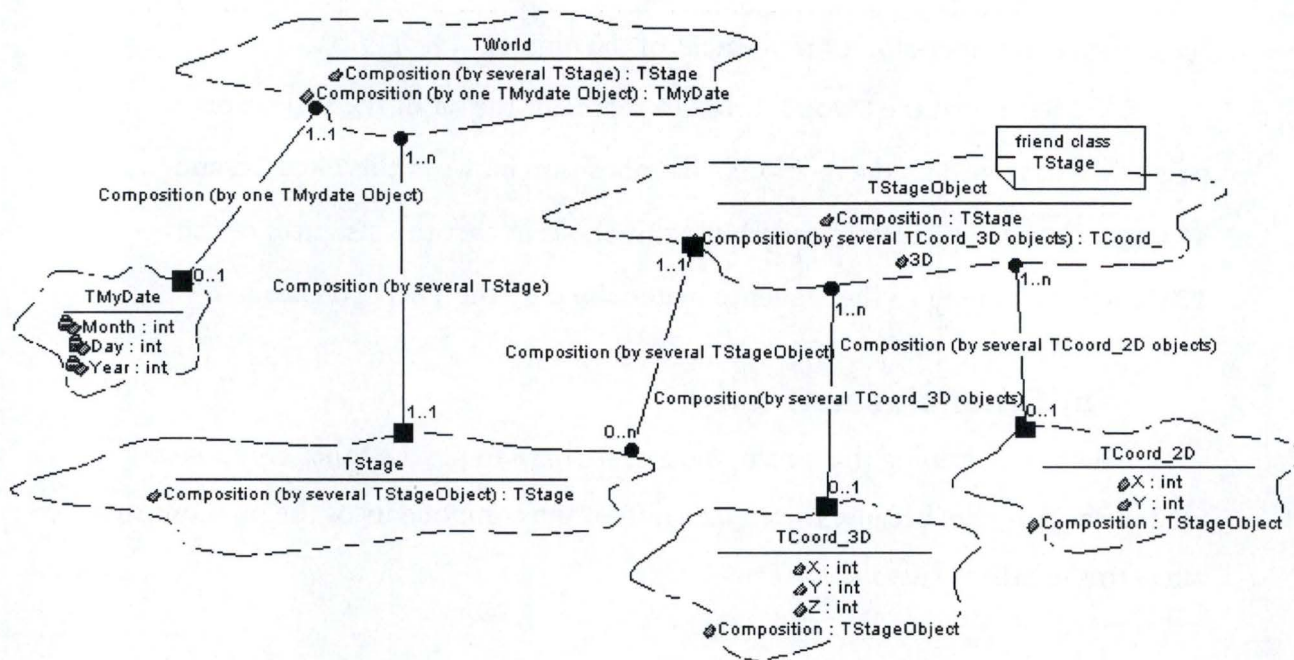 TWorld
Composition (by several TStage) : TStage
Composition (by one TMydate Object) : TMyDate
1..1
1..n
friend class
TStage
TStageObject
Composition : TStage
Composition(by several TCoord_3D objects) : TCoord_
3D
1..1
1..n
1..n
Composition (by one TMydate Object)
0..1
TMyDate
Month : int
Day : int
Year : int
Composition (by several TStage)
Composition (by several TStageObject)
Composition (by several TCoord_2D objects)
Composition(by several TCoord_3D objects)
1..1
0..n
0..1
0..1
TStage
Composition (by several TStageObject) : TStage
TCoord_2D
X : int
Y : int
Composition : TStageObject
TCoord_3D
X : int
Y : int
Z : int
Composition : TStageObject